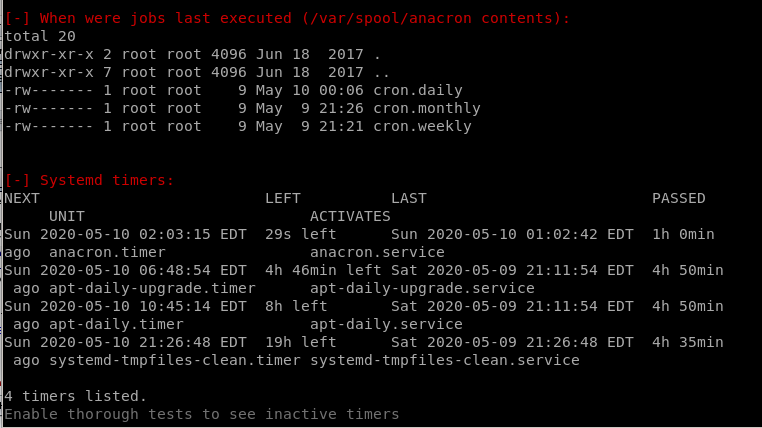 [-] When were jobs last executed (/var/spool/anacron contents):
total 20
drwxr-xr-x 2 root root 4096 Jun 18  2017 .
drwxr-xr-x 7 root root 4096 Jun 18  2017 ..
-rw------- 1 root root    9 May 10 00:06 cron.daily
-rw------- 1 root root    9 May  9 21:26 cron.monthly
-rw------- 1 root root    9 May  9 21:21 cron.weekly
[-] Systemd timers:
NEXT                         LEFT          LAST                         PASSED
     UNIT                         ACTIVATES
Sun 2020-05-10 02:03:15 EDT  29s left      Sun 2020-05-10 01:02:42 EDT  1h 0min
ago  anacron.timer                anacron.service
Sun 2020-05-10 06:48:54 EDT  4h 46min left Sat 2020-05-09 21:11:54 EDT  4h 50min
 ago apt-daily-upgrade.timer      apt-daily-upgrade.service
Sun 2020-05-10 10:45:14 EDT  8h left       Sat 2020-05-09 21:11:54 EDT  4h 50min
 ago apt-daily.timer              apt-daily.service
Sun 2020-05-10 21:26:48 EDT  19h left      Sat 2020-05-09 21:26:48 EDT  4h 35min
 ago systemd-tmpfiles-clean.timer systemd-tmpfiles-clean.service
4 timers listed.
Enable thorough tests to see inactive timers